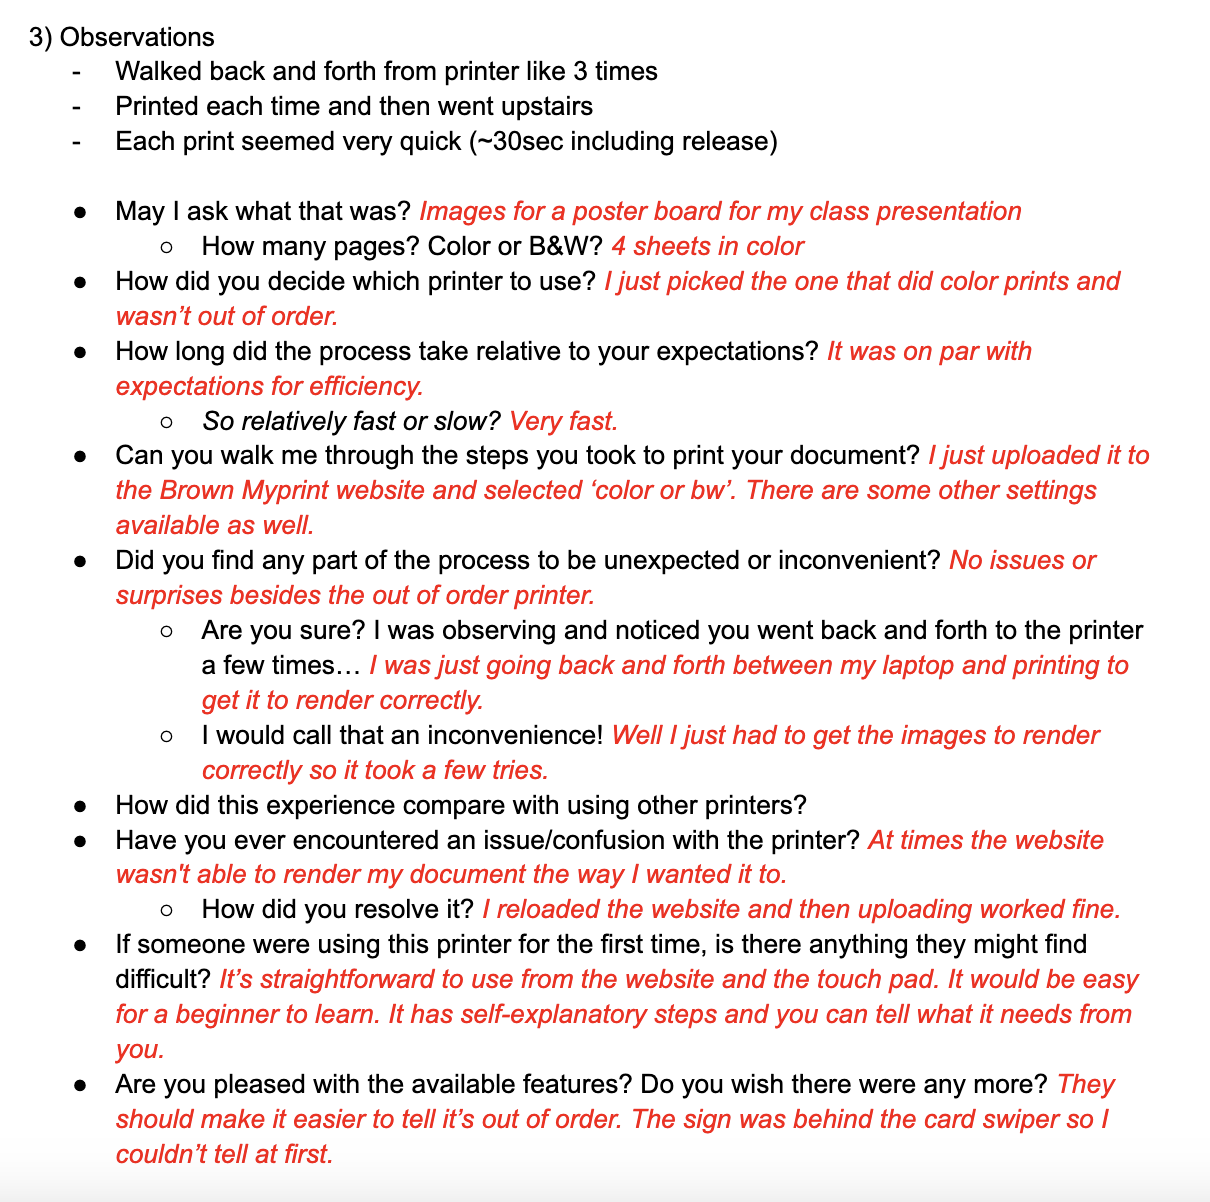 3) Observations
- Walked back and forth from printer like 3 times
- Printed each time and then went upstairs
- Each print seemed very quick (~30sec including release)
● May I ask what that was? Images for a poster board for my class presentation
○ How many pages? Color or B&W? 4 sheets in color
● How did you decide which printer to use? I just picked the one that did color prints and
wasn’t out of order.
● How long did the process take relative to your expectations? It was on par with
expectations for efficiency.
○ So relatively fast or slow? Very fast.
● Can you walk me through the steps you took to print your document? I just uploaded it to
the Brown Myprint website and selected ‘color or bw’. There are some other settings
available as well.
● Did you find any part of the process to be unexpected or inconvenient? No issues or
surprises besides the out of order printer.
○ Are you sure? I was observing and noticed you went back and forth to the printer
a few times… I was just going back and forth between my laptop and printing to
get it to render correctly.
○ I would call that an inconvenience! Well I just had to get the images to render
correctly so it took a few tries.
● How did this experience compare with using other printers?
● Have you ever encountered an issue/confusion with the printer? At times the website
wasn't able to render my document the way I wanted it to.
○ How did you resolve it? I reloaded the website and then uploading worked fine.
● If someone were using this printer for the first time, is there anything they might find
difficult? It’s straightforward to use from the website and the touch pad. It would be easy
for a beginner to learn. It has self-explanatory steps and you can tell what it needs from
you.
● Are you pleased with the available features? Do you wish there were any more? They
should make it easier to tell it’s out of order. The sign was behind the card swiper so I
couldn’t tell at first.